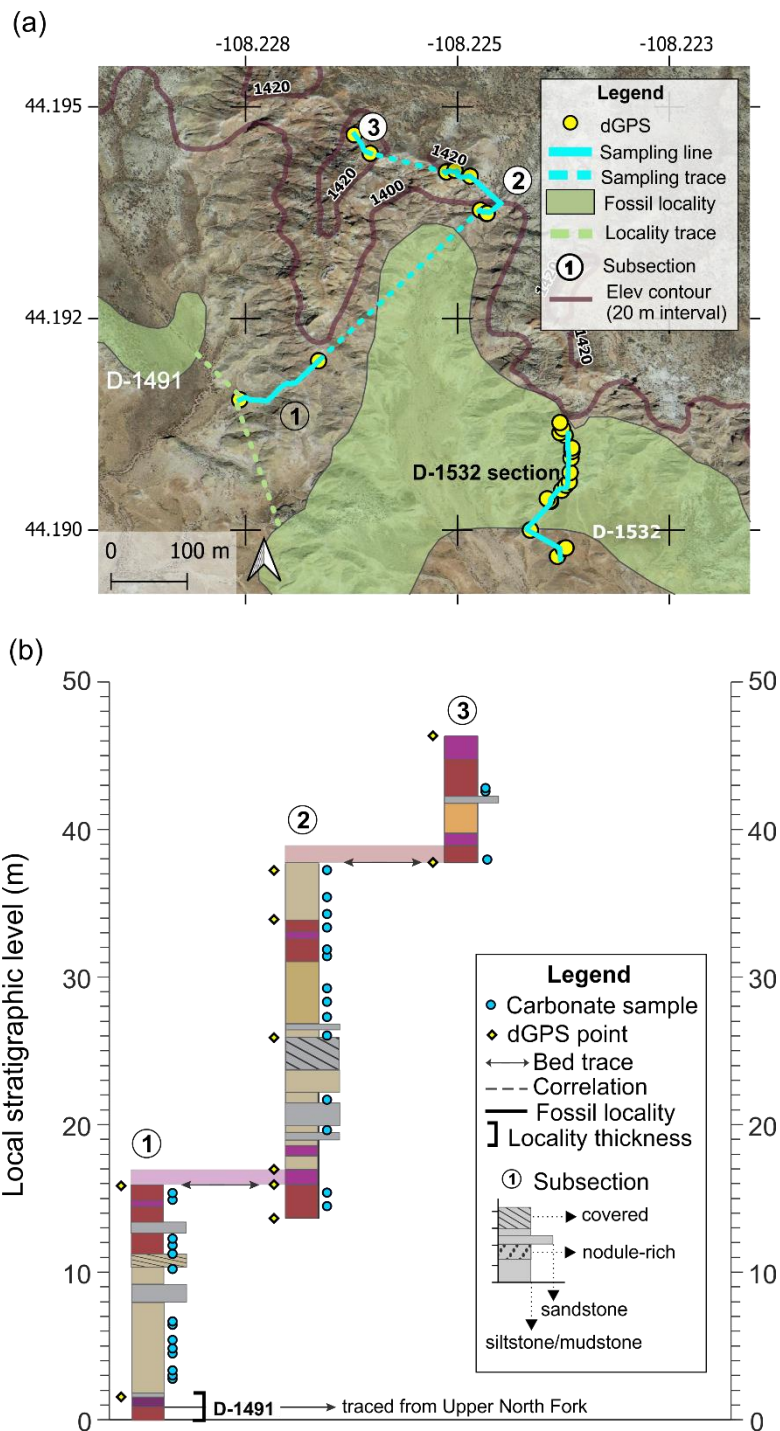 (a)
-108.228 -108.225 -108.223
44.195
44.192
44.190
1420
1420
1420
1400
1420
1420
3
2
1
D-1491
D-1532 section
D-1532
0 100 m
Legend
dGPS
Sampling line
Sampling trace
Fossil locality
Locality trace
1 Subsection
Elev contour
(20 m interval)
(b)
Local stratigraphic level (m)
50 50
40 40
30 30
20 20
10 10
0 0
3
2
1
D-1491 traced from Upper North Fork
Legend
Carbonate sample
dGPS point
Bed trace
Correlation
Fossil locality
Locality thickness
1 Subsection
covered
nodule-rich
sandstone
siltstone/mudstone